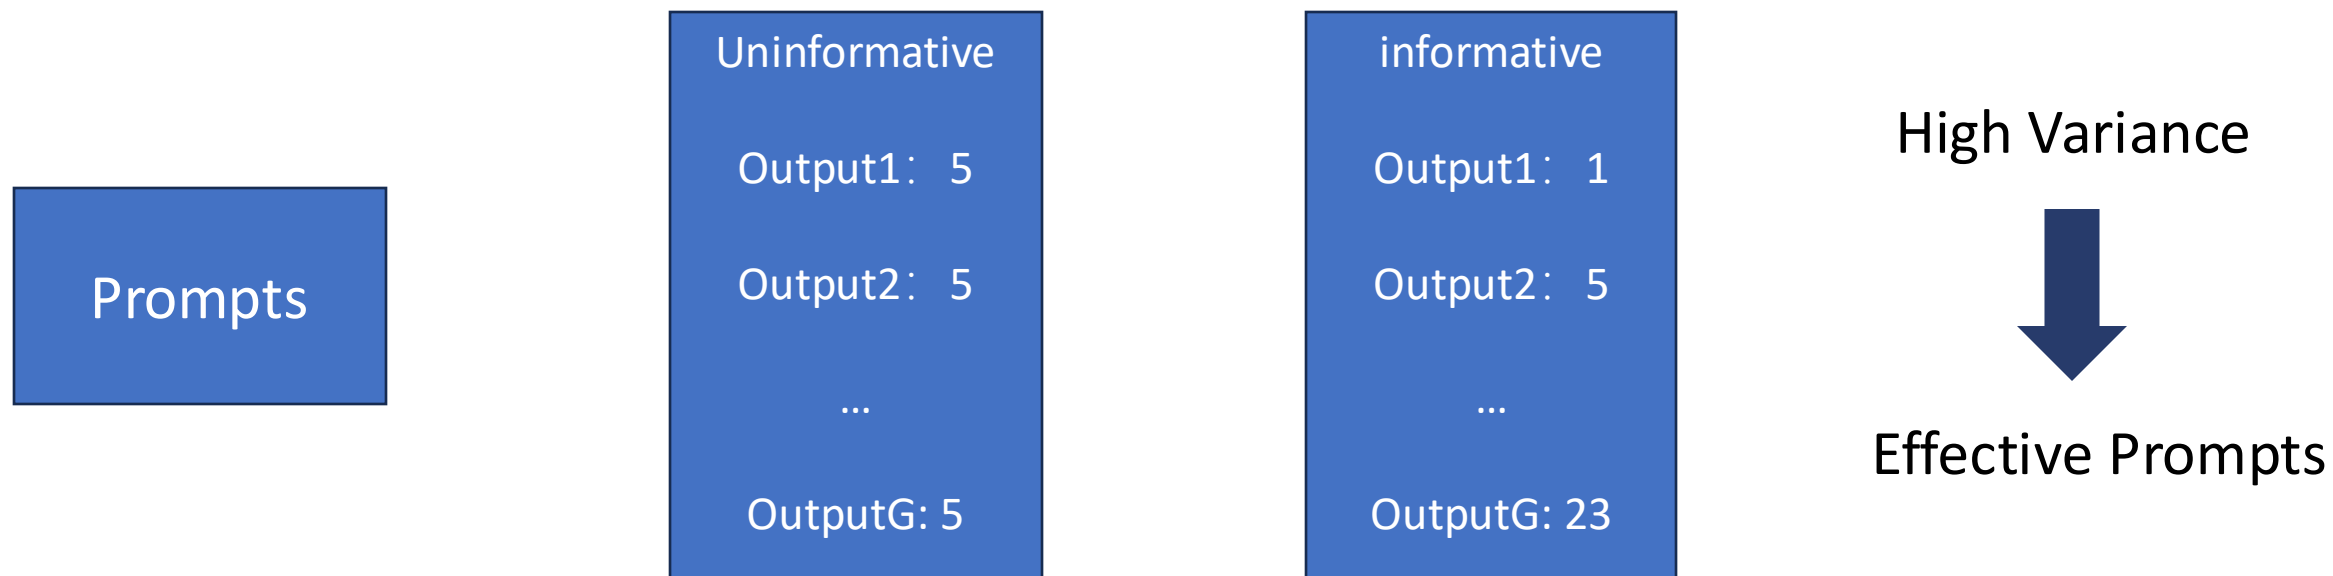 Prompts
Uninformative
Output1： 5
Output2： 5
...
OutputG: 5
informative
Output1： 1
Output2： 5
...
OutputG: 23
High Variance
Effective Prompts